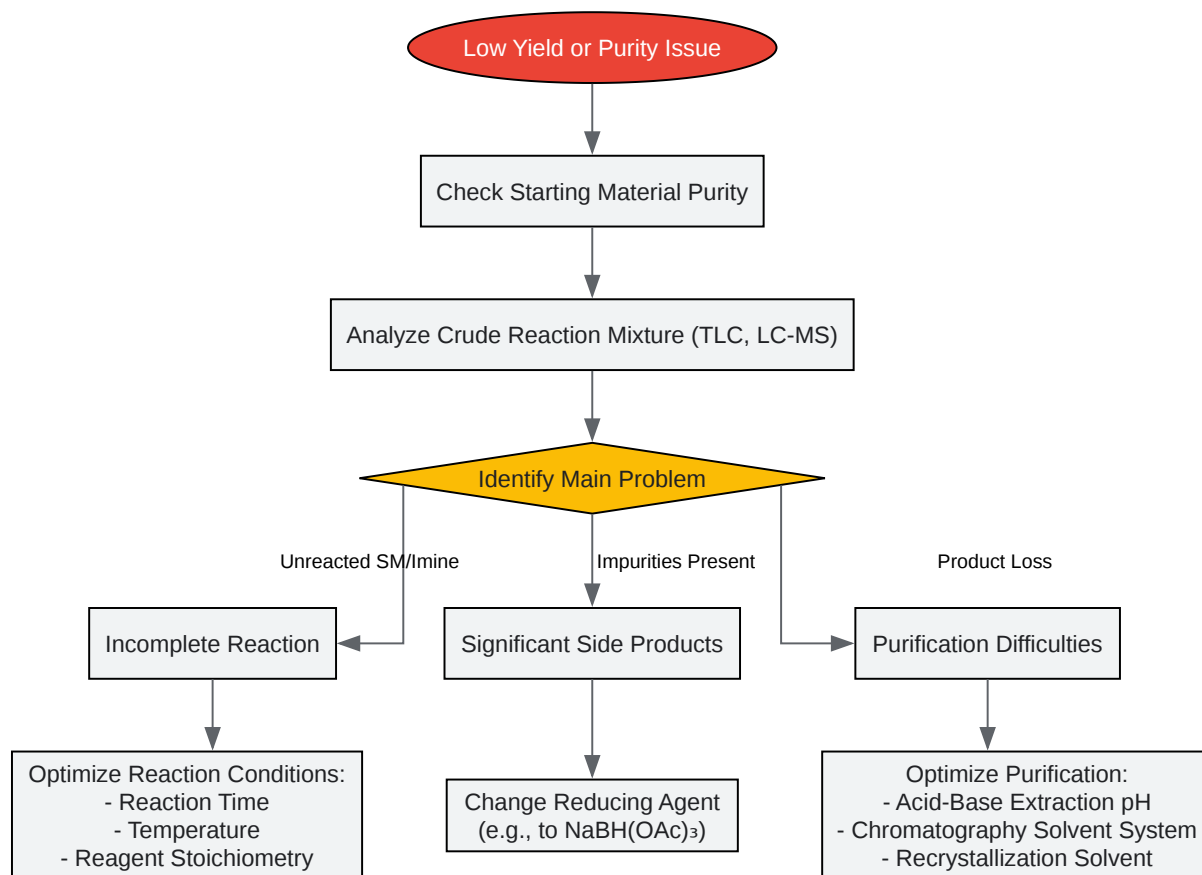 Low Yield or Purity Issue
Check Starting Material Purity
Analyze Crude Reaction Mixture (TLC, LC-MS)
Identify Main Problem
Unreacted SM/Imine
Impurities Present
Product Loss
Incomplete Reaction
Significant Side Products
Purification Difficulties
Optimize Reaction Conditions:
- Reaction Time
- Temperature
- Reagent Stoichiometry
Change Reducing Agent
(e.g., to NaBH(OAc)₃)
Optimize Purification:
- Acid-Base Extraction pH
- Chromatography Solvent System
- Recrystallization Solvent